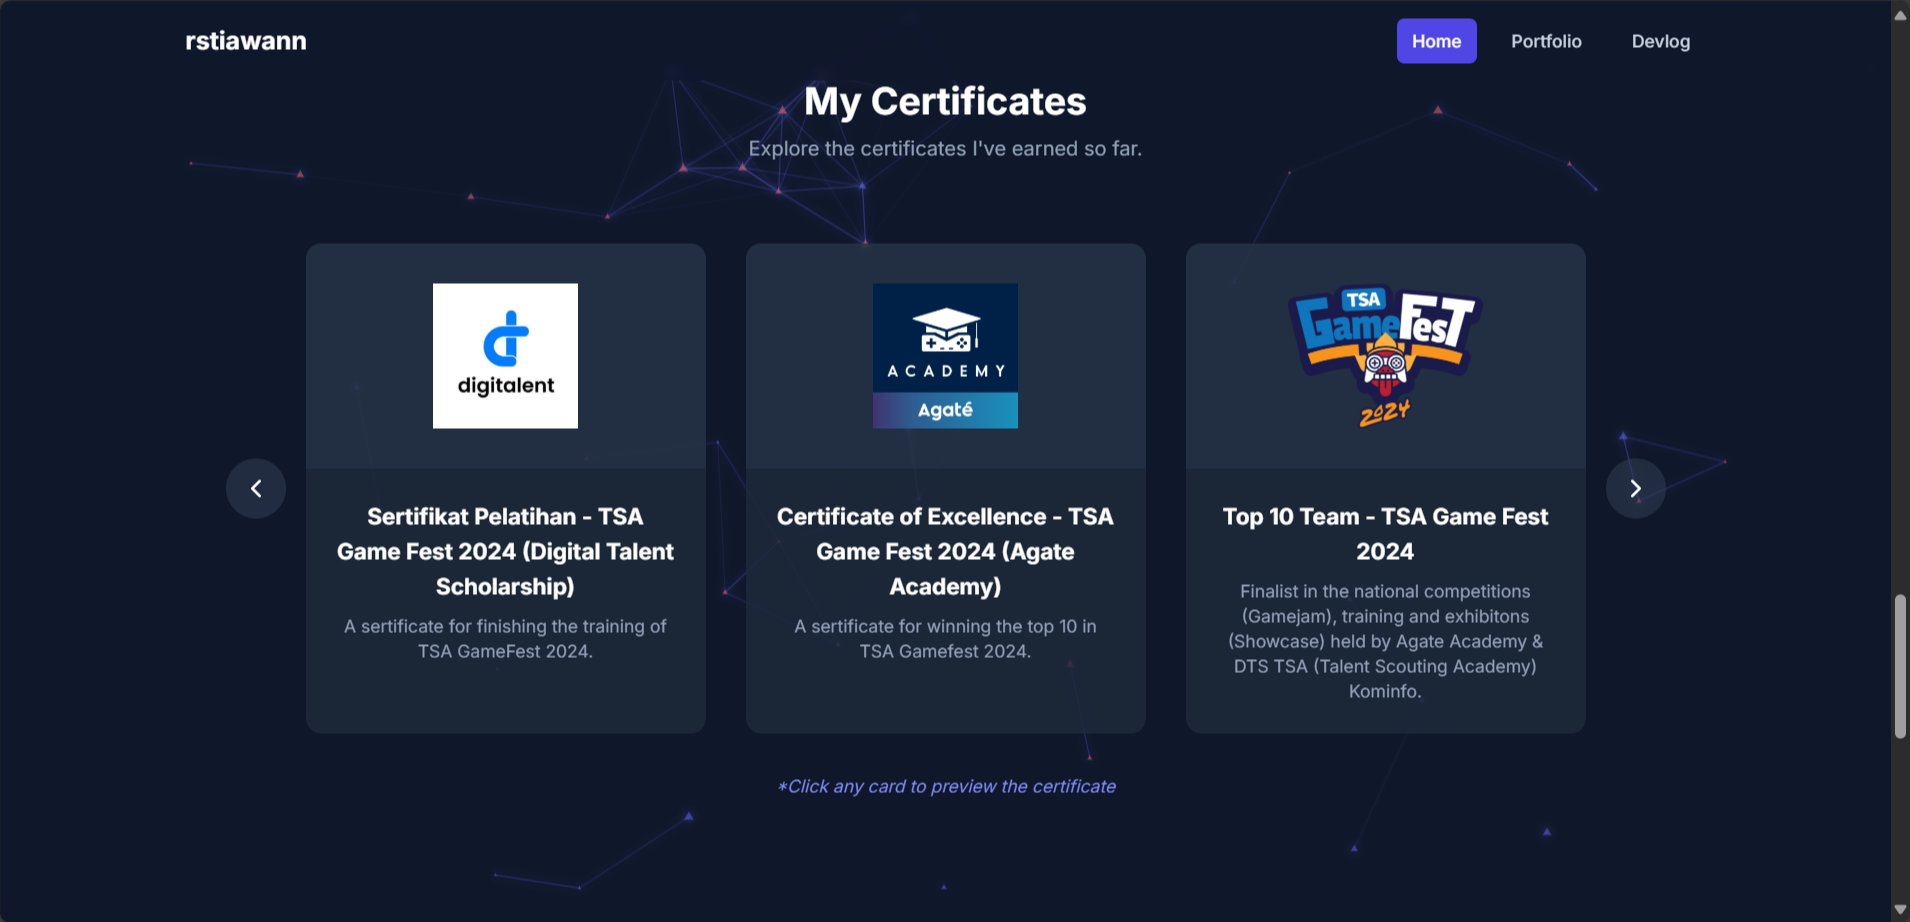 rstiawann
Home
Portfolio
Devlog
My Certificates
Explore the certificates I've earned so far.
digitalent
Sertifikat Pelatihan - TSA
Game Fest 2024 (Digital Talent
Scholarship)
A sertificate for finishing the training of
TSA GameFest 2024.
ACADEMY
Agaté
Certificate of Excellence - TSA
Game Fest 2024 (Agate
Academy)
A sertificate for winning the top 10 in
TSA Gamefest 2024.
TSA
GameFest
2024
Top 10 Team - TSA Game Fest
2024
Finalist in the national competitions
(Gamejam), training and exhibitons
(Showcase) held by Agate Academy &
DTS TSA (Talent Scouting Academy)
Kominfo.
*Click any card to preview the certificate